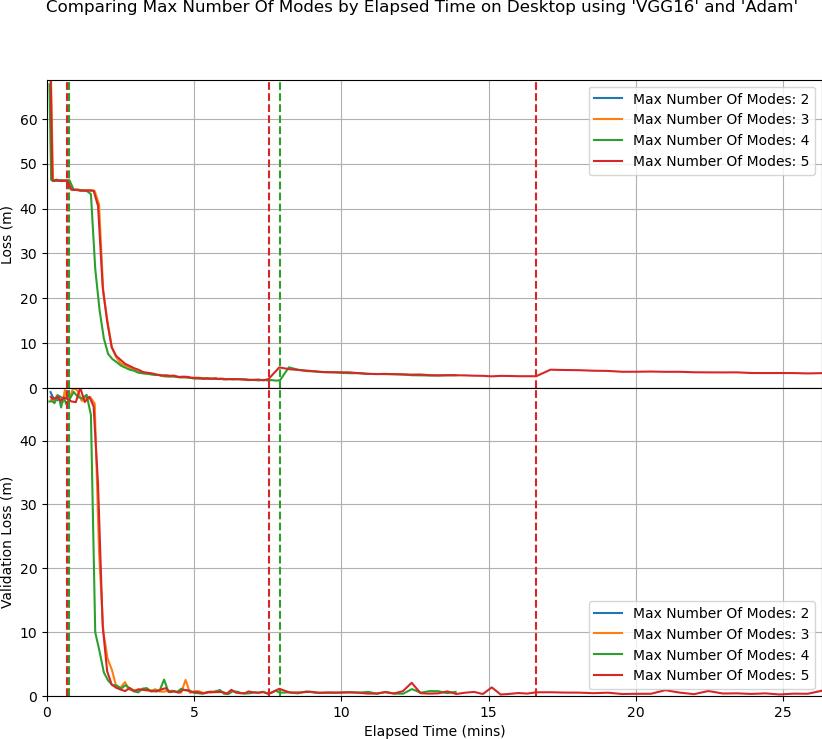 Comparing Max Number Of Modes by Elapsed Time on Desktop using 'VGG16' and 'Adam'
60
50
40
30
20
10
0
Loss (m)
Max Number Of Modes: 2
Max Number Of Modes: 3
Max Number Of Modes: 4
Max Number Of Modes: 5
40
30
20
10
0
Validation Loss (m)
Max Number Of Modes: 2
Max Number Of Modes: 3
Max Number Of Modes: 4
Max Number Of Modes: 5
0 5 10 15 20 25
Elapsed Time (mins)